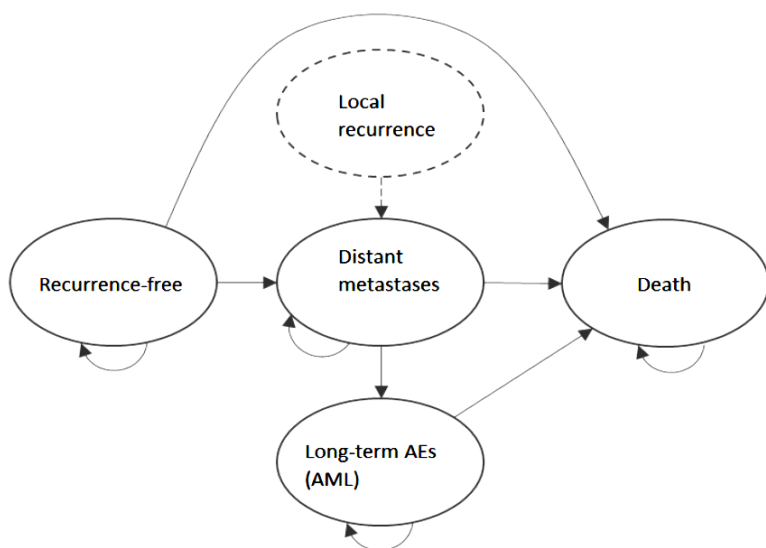 Local
recurrence
Recurrence-free
Distant
metastases
Death
Long-term AEs
(AML)